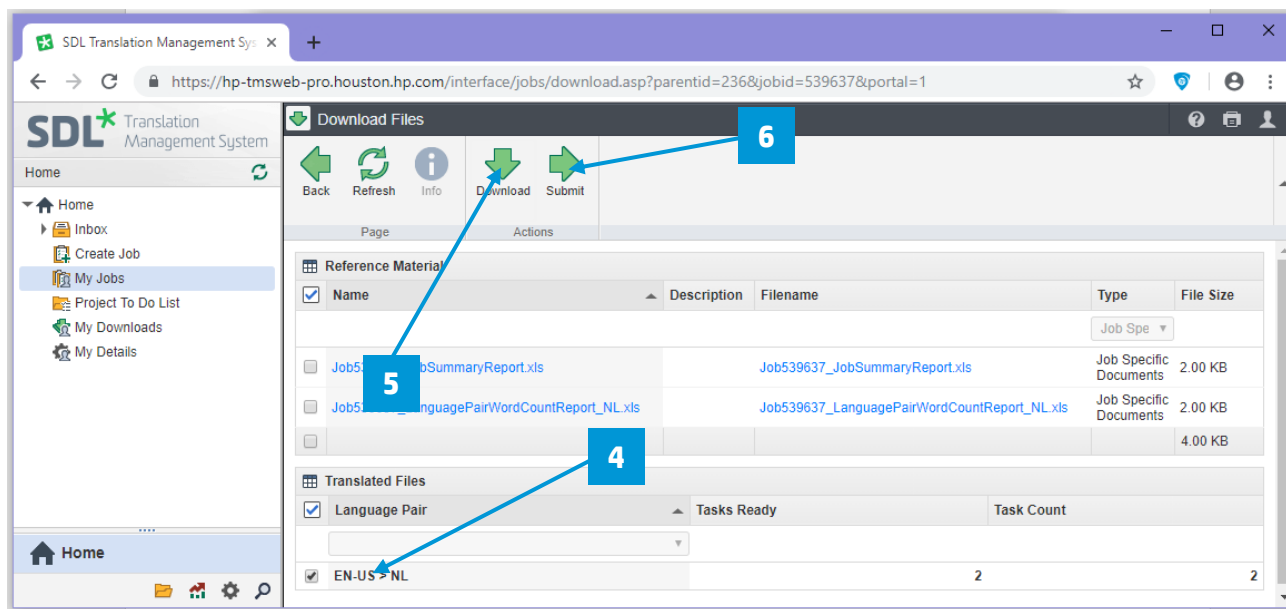 SDL Translation Management Sys
https://hp-tmsweb-pro.houston.hp.com/interface/jobs/download.asp?parentid=236&jobid=539637&portal=1
SDL Translation
Management System
Home
Home
Inbox
Create Job
My Jobs
Project To Do List
My Downloads
My Details
Home
Download Files
6
Back Refresh Info Download Submit
Page Actions
Reference Material
Name Description Filename Type File Size
Job Spe
bSummaryReport.xls Job539637_JobSummaryReport.xls Job Specific Documents 2.00 KB
5
nguagePairWordCountReport_NL.xls Job539637_LanguagePairWordCountReport_NL.xls Job Specific Documents 2.00 KB
4.00 KB
4
Translated Files
Language Pair Tasks Ready Task Count
EN-US > NL 2 2